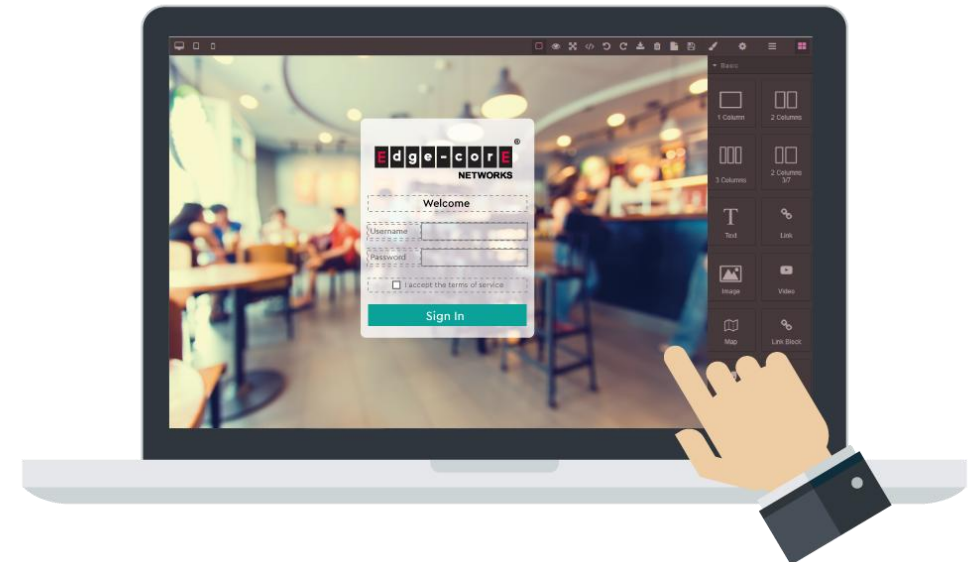 Basic
1 Column
2 Columns
3 Columns
2 Columns
3/7
Text
Link
Image
Video
Map
Link Block
Edge-corE®
NETWORKS
Welcome
Username
Password
I accept the terms of service
Sign In